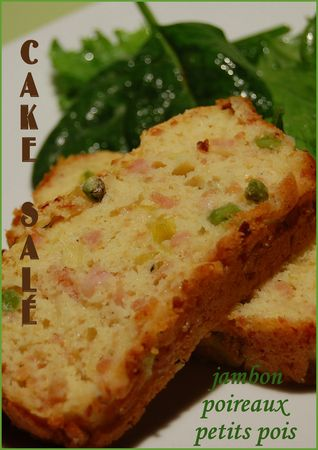 CAKE SALÉ
jambon
poireaux
petits pois